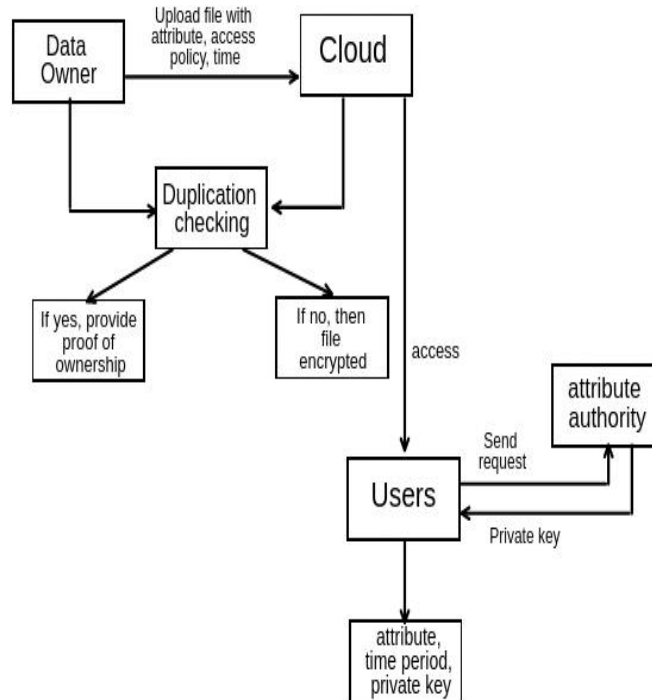 Data
Owner
Upload file with
attribute, access
policy, time
Cloud
Duplication
checking
If yes, provide
proof of
ownership
If no, then
file
encrypted
access
attribute
authority
Send
request
Users
Private key
attribute,
time period,
private key